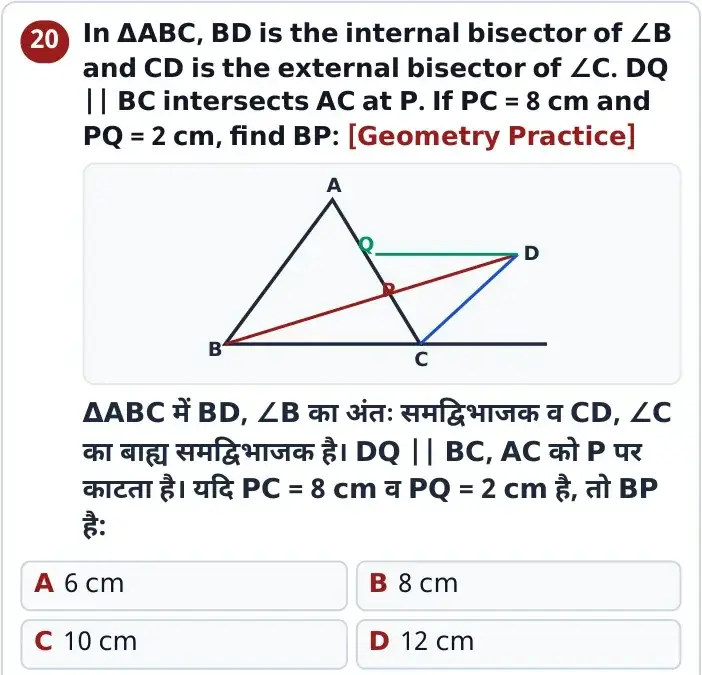 20 In ΔABC, BD is the internal bisector of ∠B
and CD is the external bisector of ∠C. DQ
|| BC intersects AC at P. If PC = 8 cm and
PQ = 2 cm, find BP: [Geometry Practice]
A
Q
D
P
B
C
ΔABC में BD, ∠B का अंतः समद्विभाजक व CD, ∠C
का बाह्य समद्विभाजक है। DQ || BC, AC को P पर
काटता है। यदि PC = 8 cm व PQ = 2 cm है, तो BP
है:
A 6 cm
B 8 cm
C 10 cm
D 12 cm